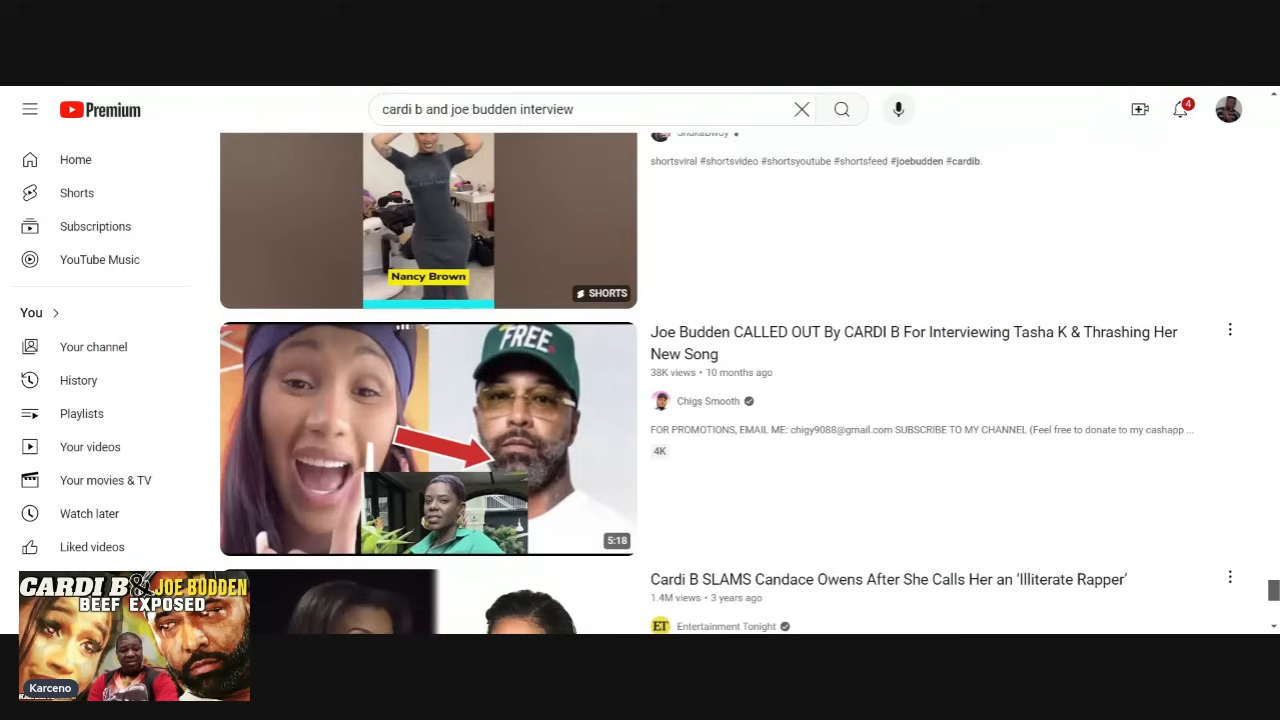 Premium
cardi b and joe budden interview
4
Home
Shorts
Subscriptions
YouTube Music
You
Your channel
History
Playlists
Your videos
Your movies & TV
Watch later
Liked videos
shortsviral #shortsvideo #shortsyoutube #shortsfeed #joebudden #cardib.
Nancy Brown
SHORTS
FREE
5:18
Joe Budden CALLED OUT By CARDI B For Interviewing Tasha K & Thrashing Her
New Song
38K views • 10 months ago
Chigs Smooth
FOR PROMOTIONS, EMAIL ME: chigy9088@gmail.com SUBSCRIBE TO MY CHANNEL (Feel free to donate to my cashapp ...
4K
Cardi B SLAMS Candace Owens After She Calls Her an ‘Illiterate Rapper’
1.4M views • 3 years ago
ET Entertainment Tonight
CARDI B & JOE BUDDEN
BEEF EXPOSED
Karceno